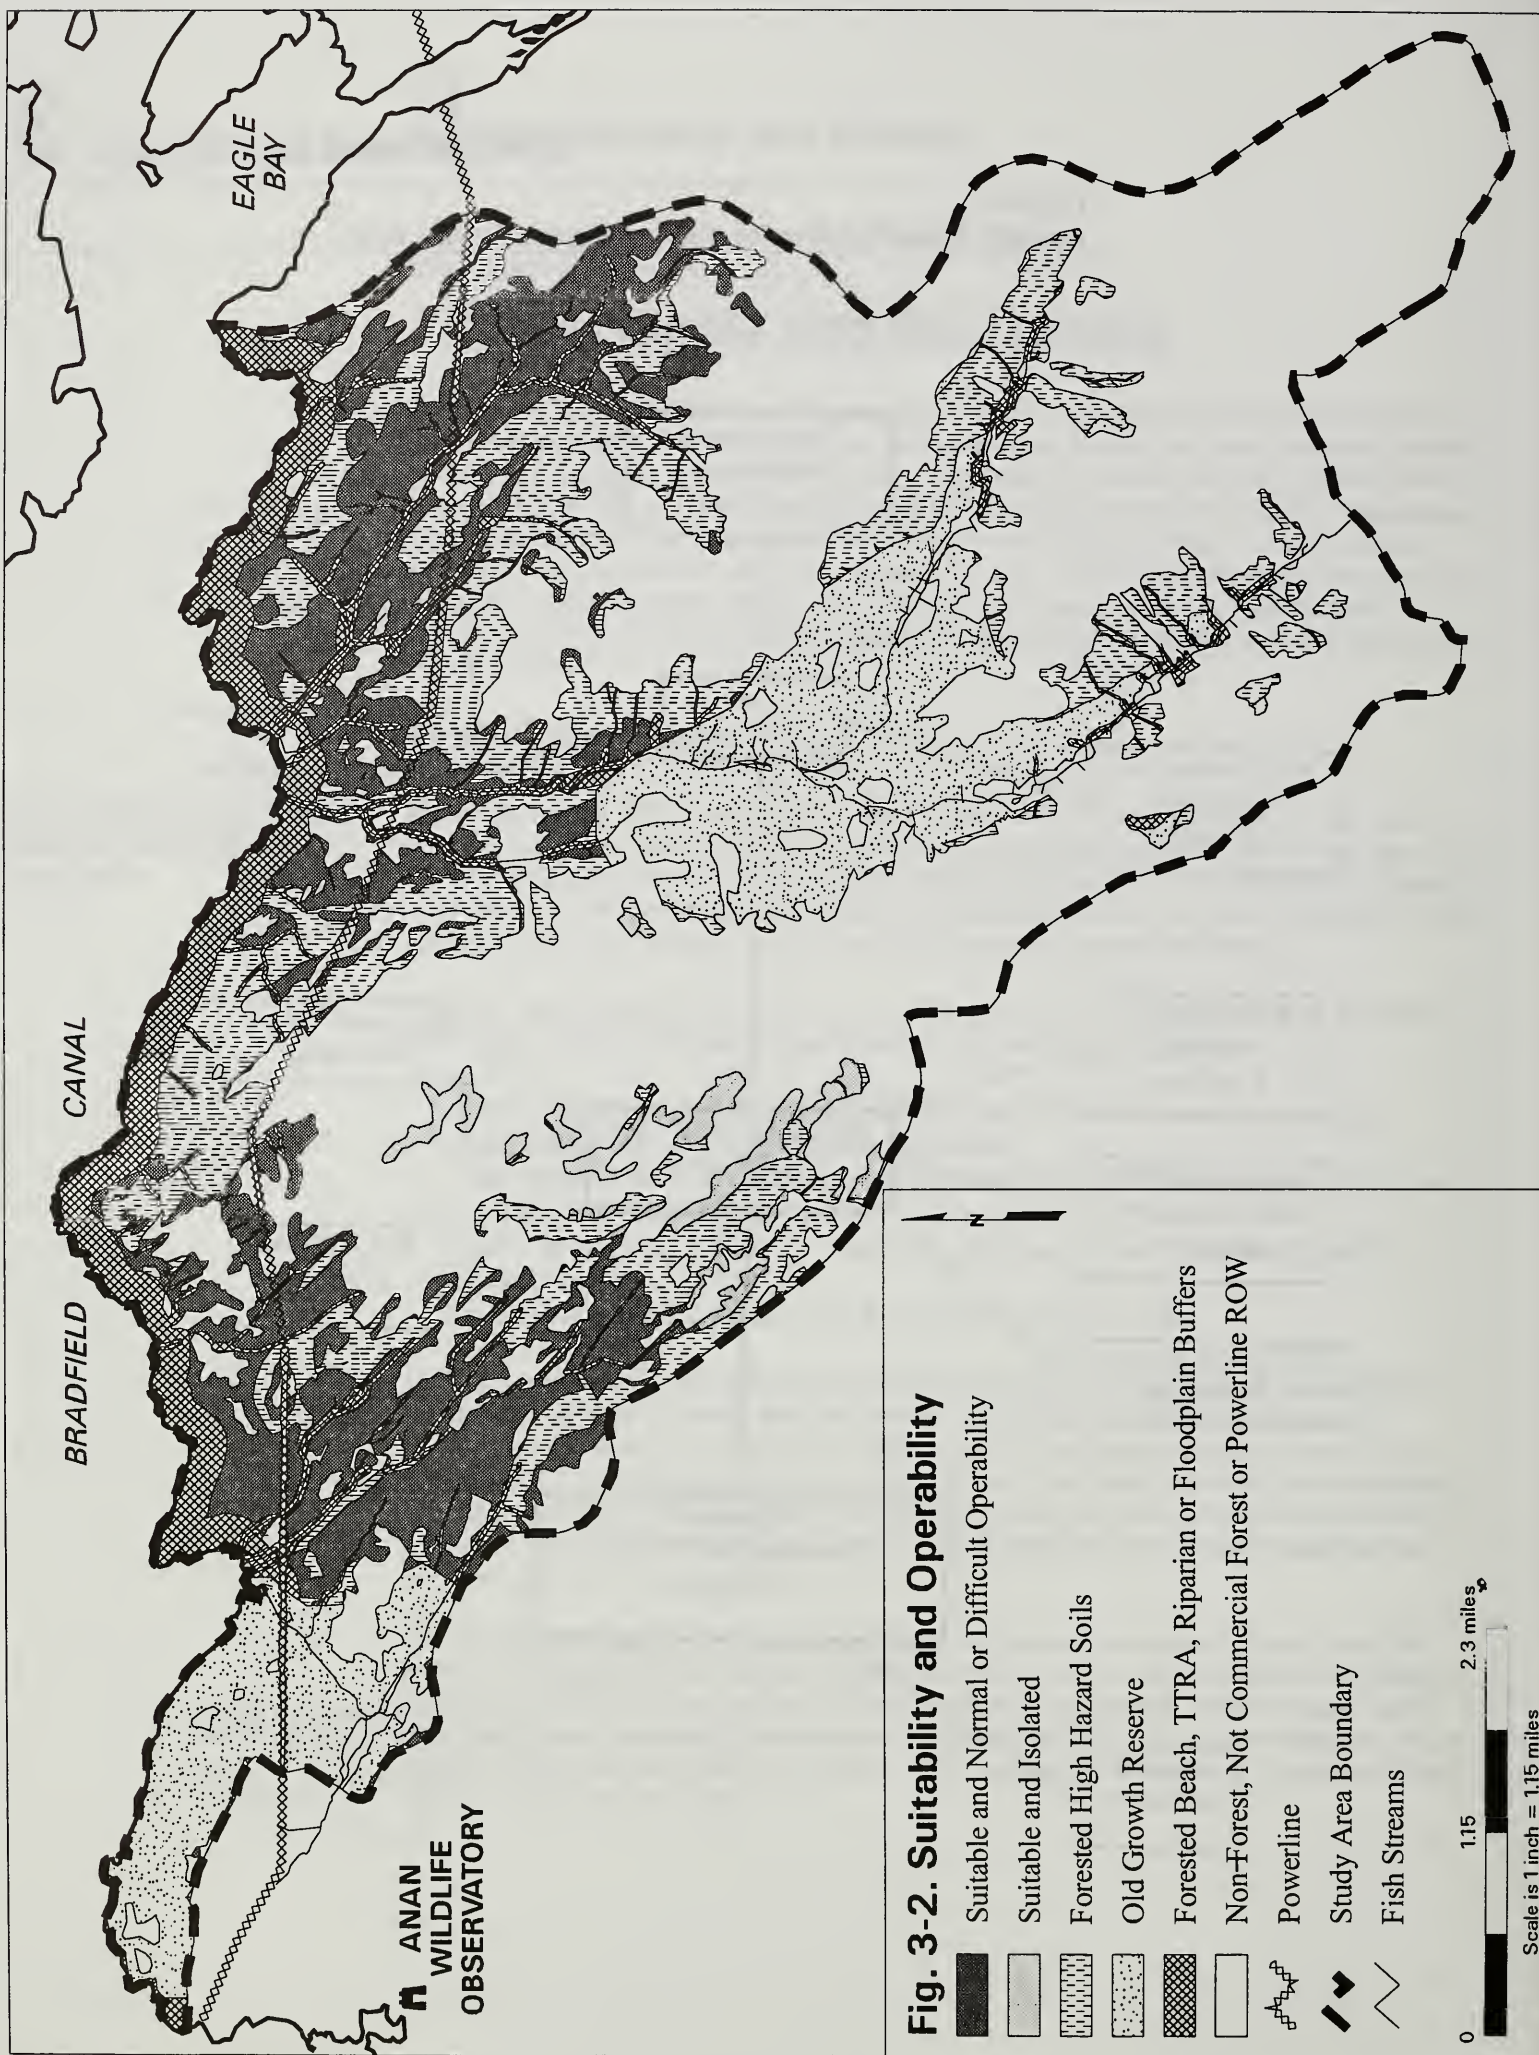 EAGLE
BAY
BRADFIELD CANAL
ANAN
WILDLIFE
OBSERVATORY
Fig. 3-2. Suitability and Operability
Suitable and Normal or Difficult Operability
Suitable and Isolated
Forested High Hazard Soils
Old Growth Reserve
Forested Beach, TTRA, Riparian or Floodplain Buffers
Non-Forest, Not Commercial Forest or Powerline ROW
Powerline
Study Area Boundary
Fish Streams
N
0 1.15 2.3 miles
Scale is 1 inch = 1.15 miles